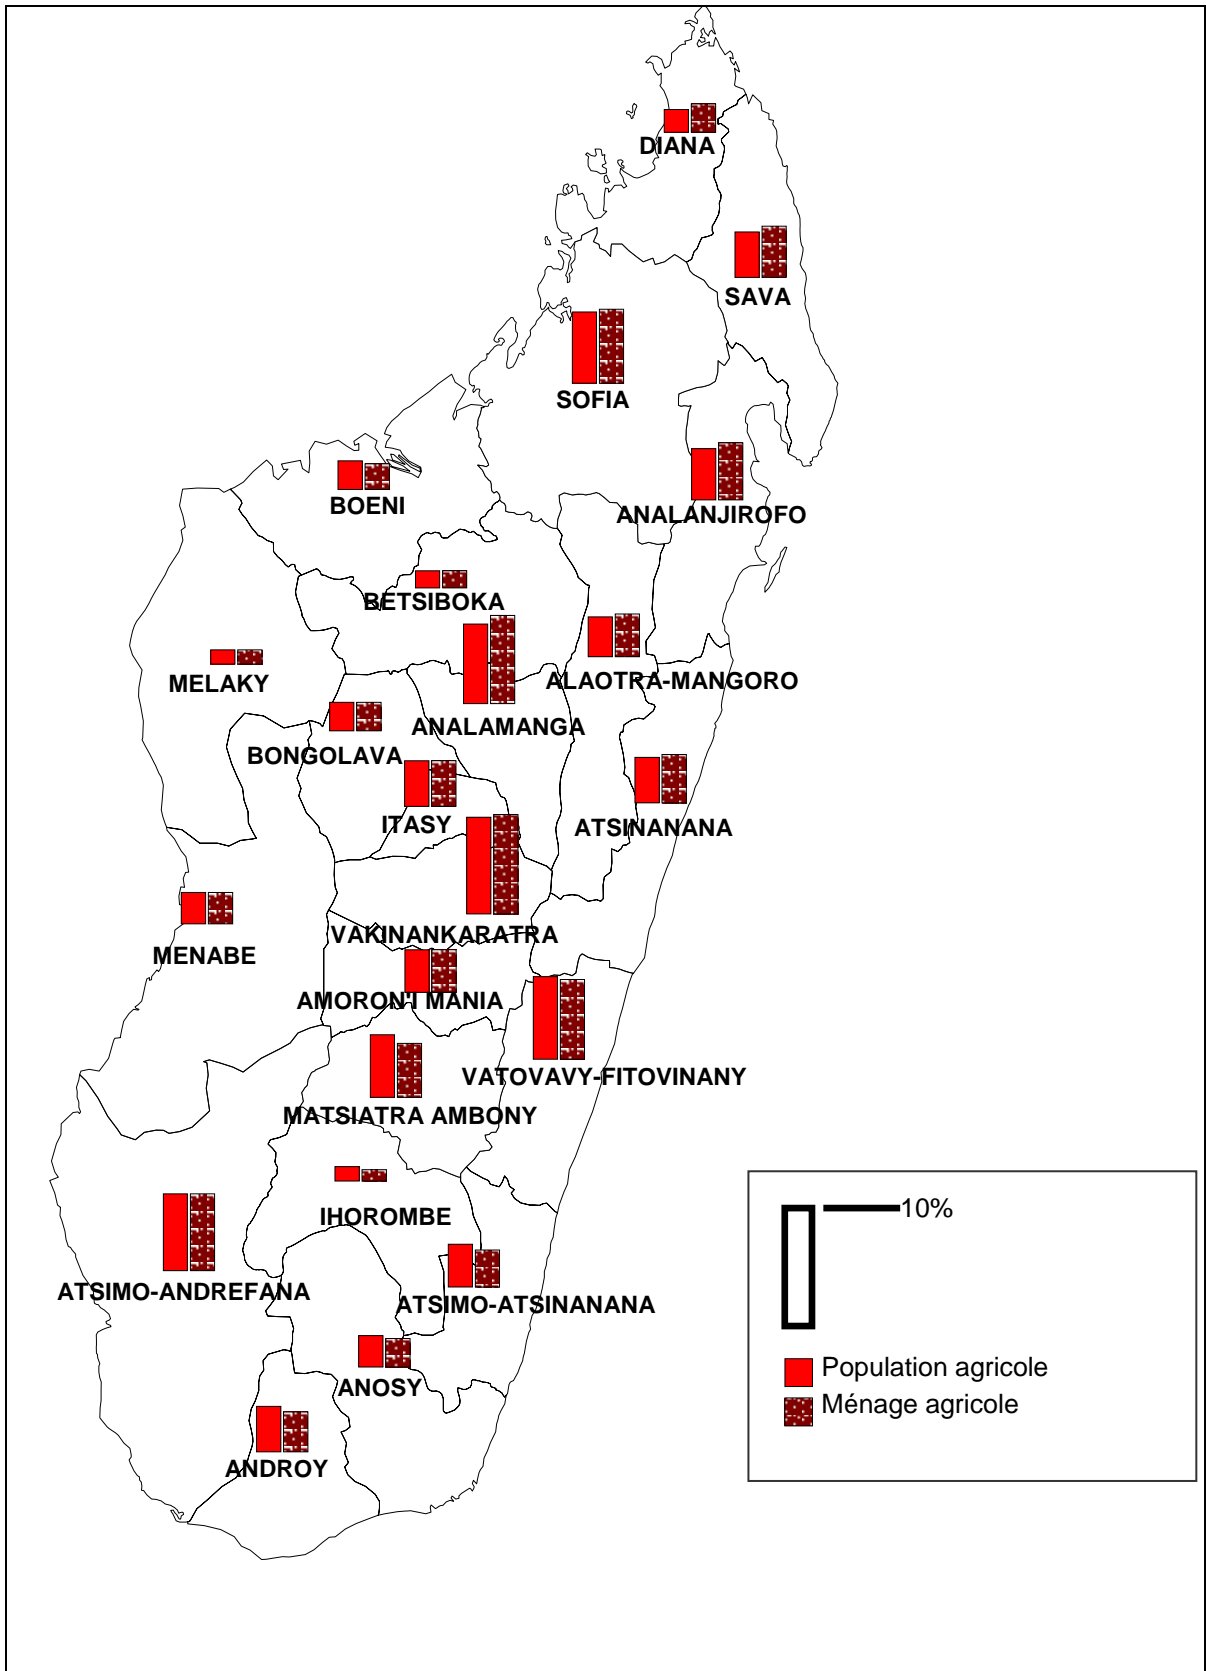 DIANA
SAVA
SOFIA
BOENI
ANALANJIROFO
BETSIBOKA
MELAKY
ALAOTRA-MANGORO
ANALAMANGA
BONGOLAVA
ITASY
ATSINANANA
VAKINANKARATRA
MENABE
AMORON'I MANIA
VATOVAVY-FITOVINANY
MATSIATRA AMBONY
IHOROMBE
10%
ATSIMO-ANDREFANA
ATSIMO-ATSINANANA
Population agricole
ANOSY
Ménage agricole
ANDROY